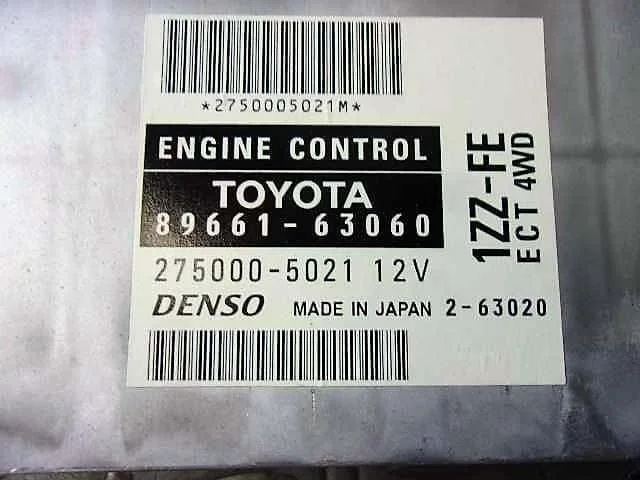 *2750005021M*
ENGINE CONTROL
TOYOTA
89661-63060
275000-5021 12V
DENSO MADE IN JAPAN 2-63020
1ZZ-FE
ECT 4WD